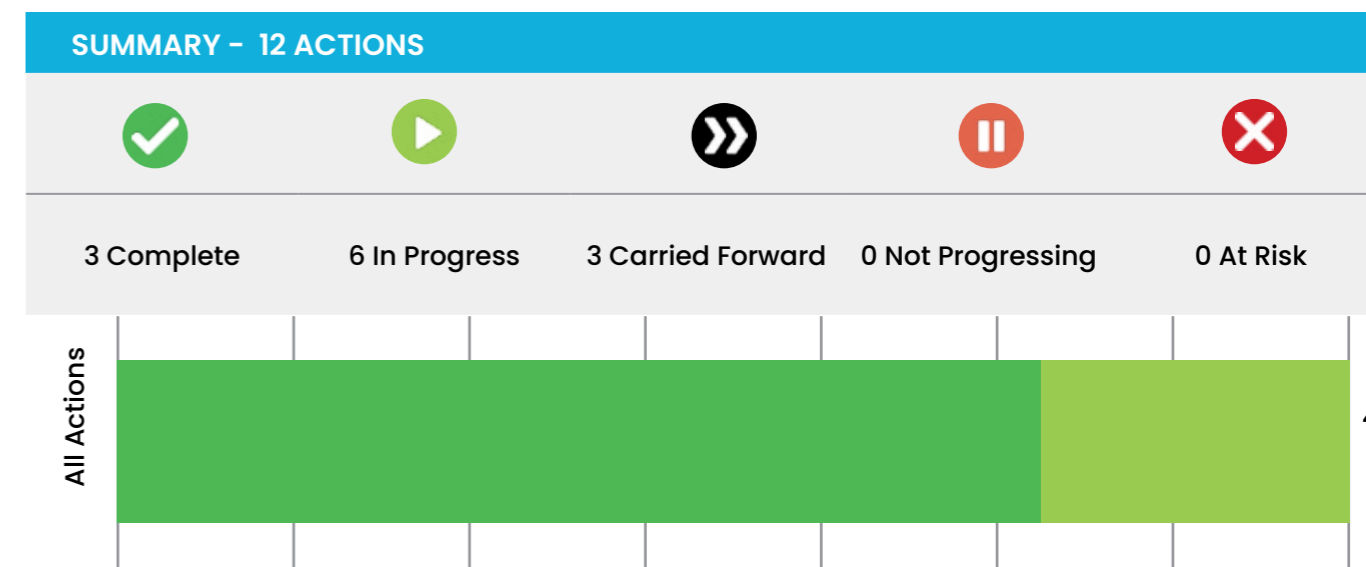 SUMMARY - 12 ACTIONS
3 Complete 6 In Progress 3 Carried Forward 0 Not Progressing 0 At Risk
All Actions